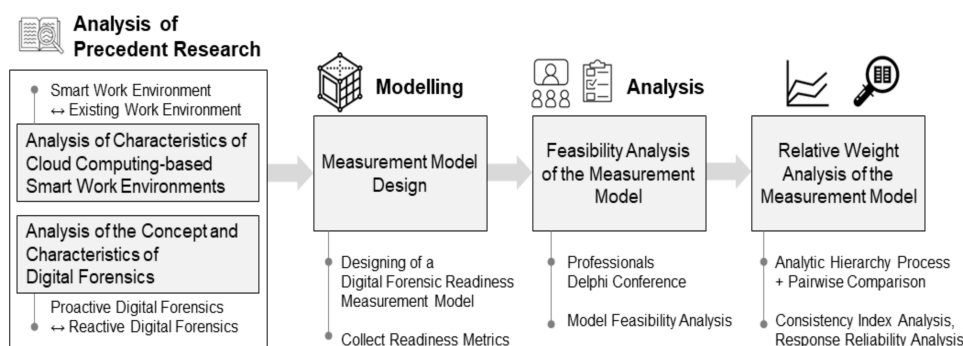 Analysis of
Precedent Research
Smart Work Environment
↔ Existing Work Environment
Analysis of Characteristics of
Cloud Computing-based
Smart Work Environments
Analysis of the Concept and
Characteristics of
Digital Forensics
Proactive Digital Forensics
↔ Reactive Digital Forensics
Modelling
Measurement Model
Design
Designing of a
Digital Forensic Readiness
Measurement Model
Collect Readiness Metrics
Analysis
Feasibility Analysis
of the Measurement
Model
Professionals
Delphi Conference
Model Feasibility Analysis
Relative Weight
Analysis of the
Measurement Model
Analytic Hierarchy Process
+ Pairwise Comparison
Consistency Index Analysis,
Response Reliability Analysis